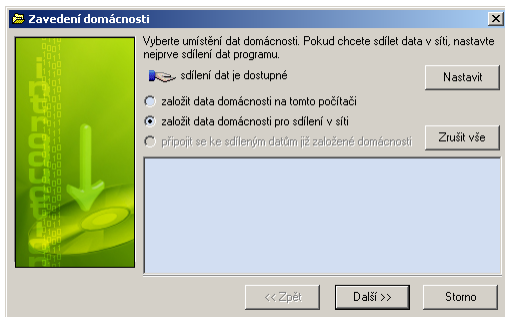 Zavedení domácnosti
Vyberte umístění dat domácnosti. Pokud chcete sdílet data v síti, nastavte
nejprve sdílení dat programu.
sdílení dat je dostupné
Nastavit
založit data domácnosti na tomto počítači
založit data domácnosti pro sdílení v síti
připojit se ke sdíleným datům již založené domácnosti
Zrušit vše
<< Zpět
Další >>
Storno